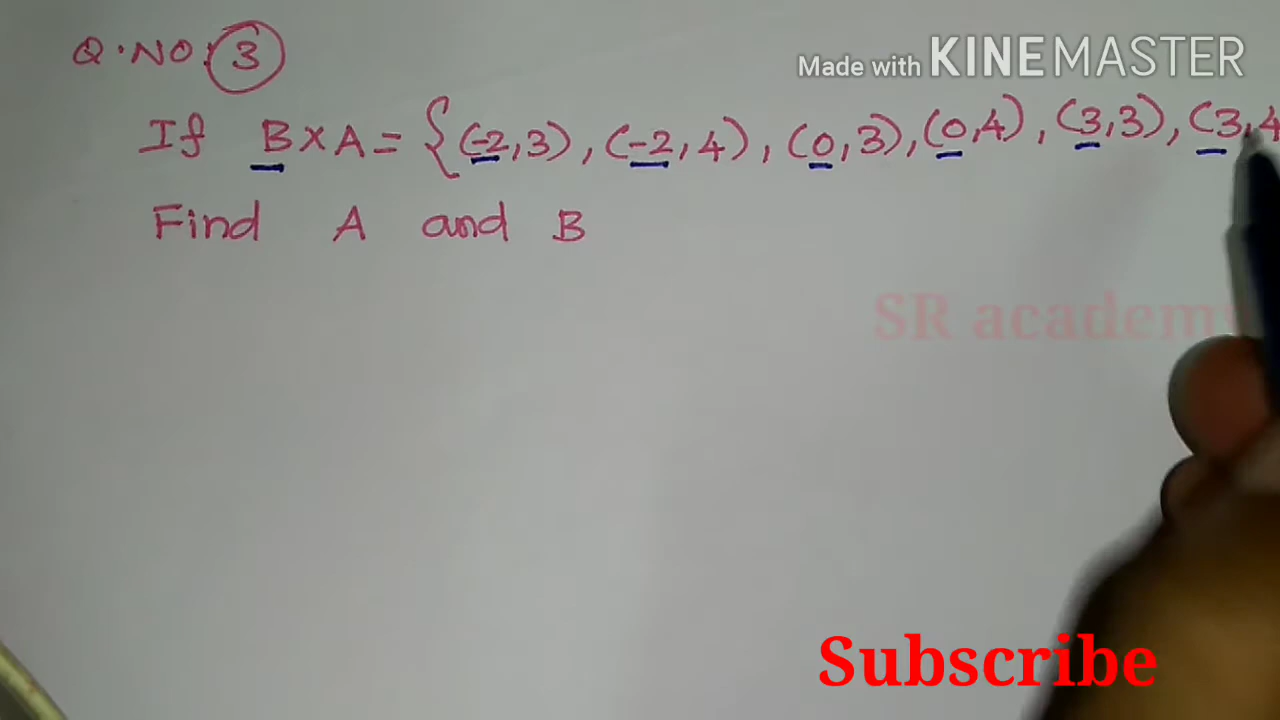 Made with KINEMASTER
Q.NO: 3
If B×A = {(-2,3), (-2,4), (0,3), (0,4), (3,3), (3,4
Find A and B
SR academ
Subscribe